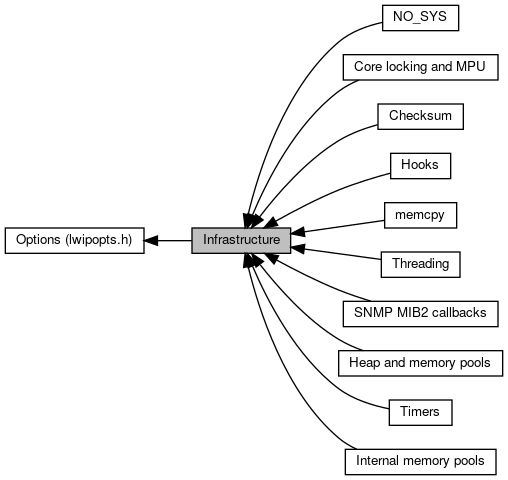 NO_SYS
Core locking and MPU
Checksum
Hooks
memcpy
Options (lwipopts.h)
Infrastructure
Threading
SNMP MIB2 callbacks
Heap and memory pools
Timers
Internal memory pools